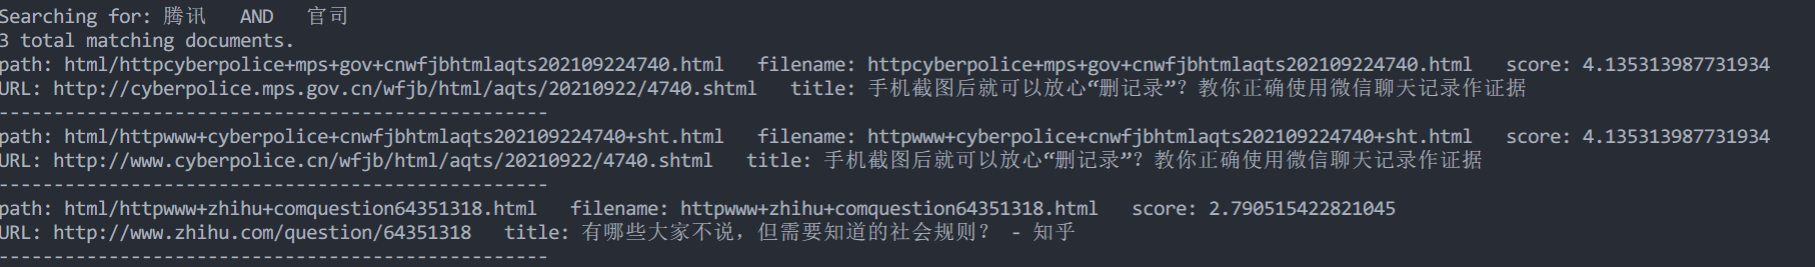 Searching for: 腾讯   AND   官司
3 total matching documents.
path: html/httpcyberpolice+mps+gov+cnwfjbhtmlaqts202109224740.html   filename: httpcyberpolice+mps+gov+cnwfjbhtmlaqts202109224740.html   score: 4.135313987731934
URL: http://cyberpolice.mps.gov.cn/wfjb/html/aqts/20210922/4740.shtml   title: 手机截图后就可以放心“删记录”？教你正确使用微信聊天记录作证据
--------------------------------------------------
path: html/httpwww+cyberpolice+cnwfjbhtmlaqts202109224740+sht.html   filename: httpwww+cyberpolice+cnwfjbhtmlaqts202109224740+sht.html   score: 4.135313987731934
URL: http://www.cyberpolice.cn/wfjb/html/aqts/20210922/4740.shtml   title: 手机截图后就可以放心“删记录”？教你正确使用微信聊天记录作证据
--------------------------------------------------
path: html/httpwww+zhihu+comquestion64351318.html   filename: httpwww+zhihu+comquestion64351318.html   score: 2.790515422821045
URL: http://www.zhihu.com/question/64351318   title: 有哪些大家不说，但需要知道的社会规则？ - 知乎
--------------------------------------------------